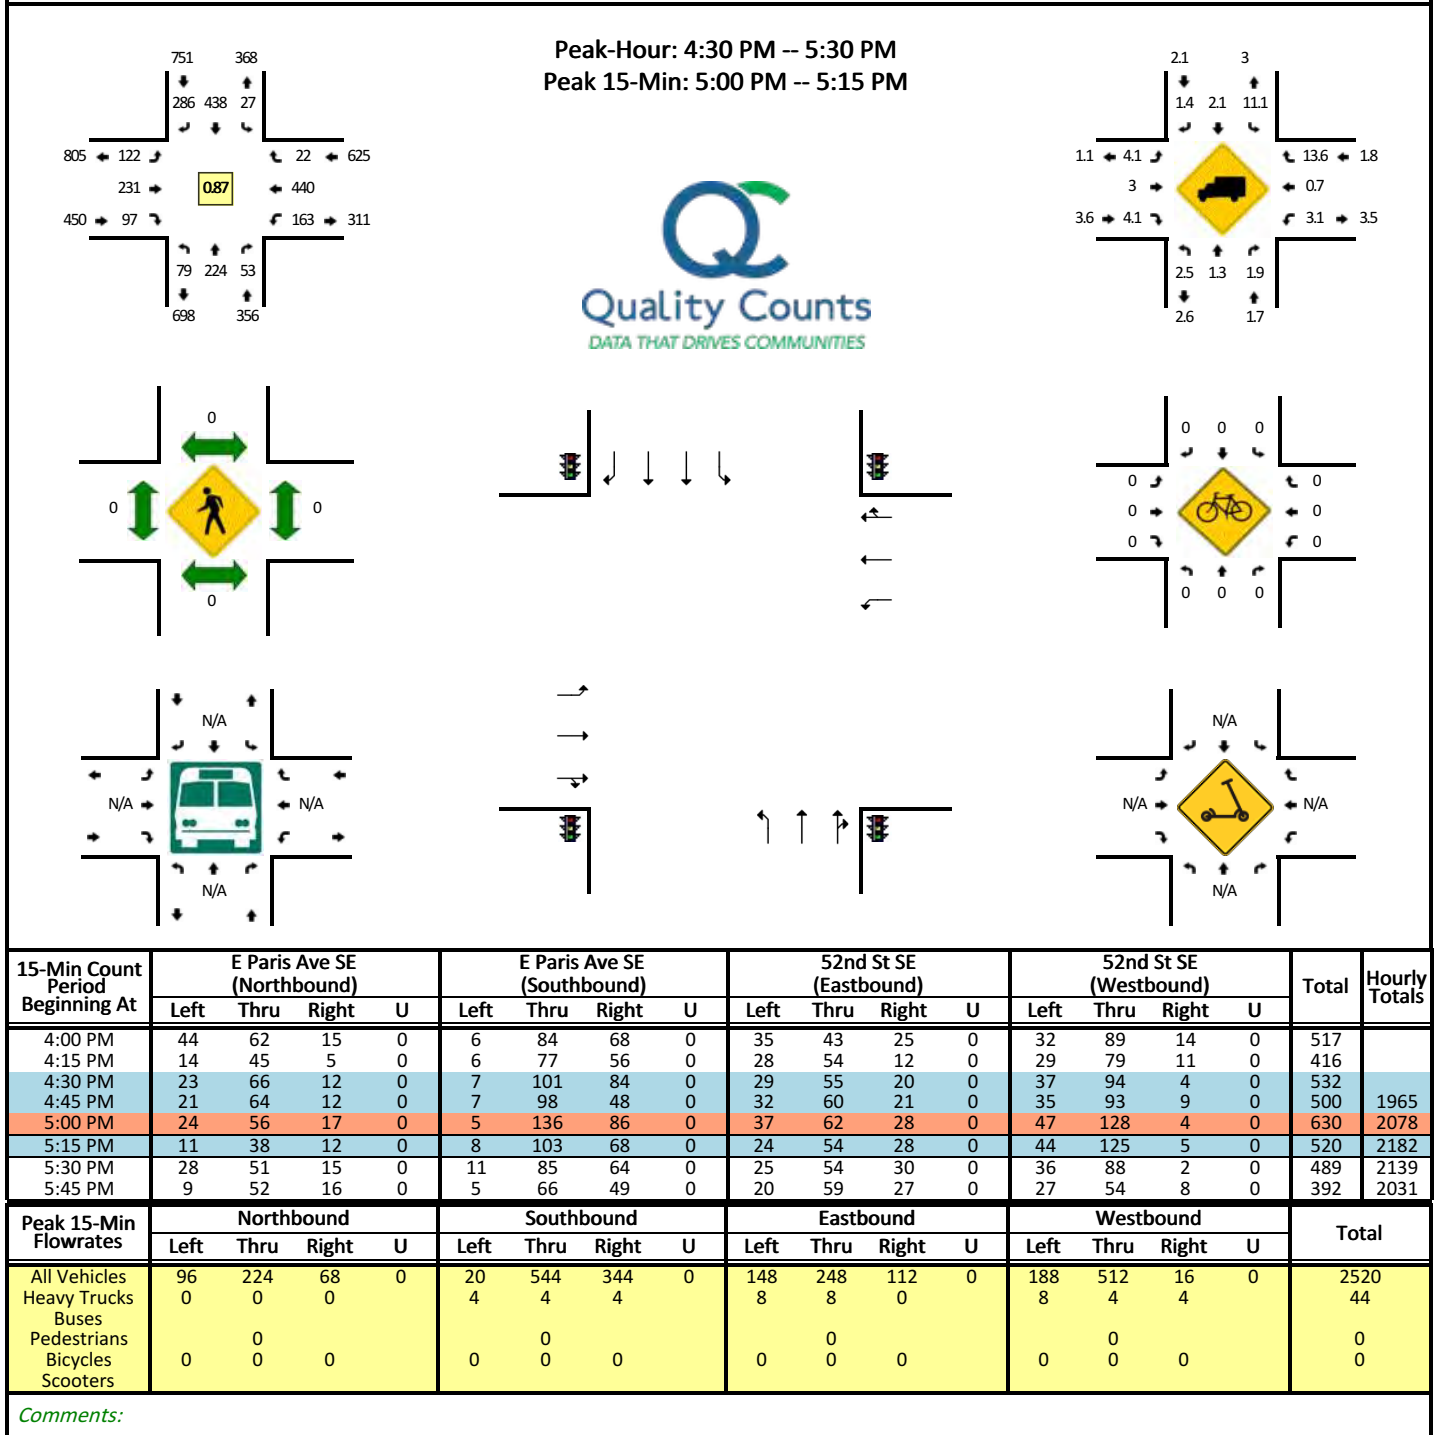 Peak-Hour: 4:30 PM -- 5:30 PM
Peak 15-Min: 5:00 PM -- 5:15 PM
751 368
286 438 27
805 122 22 625
231 0.87 440
450 97 163 311
79 224 53
698 356
Quality Counts
DATA THAT DRIVES COMMUNITIES
2.1 3
1.4 2.1 11.1
1.1 4.1 13.6 1.8
3 0.7
3.6 4.1 3.1 3.5
2.5 1.3 1.9
2.6 1.7
0
0 0
0
0 0 0
0 0
0 0
0 0
0 0 0
N/A
N/A N/A
N/A
N/A
N/A N/A
N/A
15-Min Count Period Beginning At E Paris Ave SE (Northbound) E Paris Ave SE (Southbound) 52nd St SE (Eastbound) 52nd St SE (Westbound) Total Hourly Totals
Left Thru Right U Left Thru Right U Left Thru Right U Left Thru Right U
4:00 PM 44 62 15 0 6 84 68 0 35 43 25 0 32 89 14 0 517
4:15 PM 14 45 5 0 6 77 56 0 28 54 12 0 29 79 11 0 416
4:30 PM 23 66 12 0 7 101 84 0 29 55 20 0 37 94 4 0 532
4:45 PM 21 64 12 0 7 98 48 0 32 60 21 0 35 93 9 0 500 1965
5:00 PM 24 56 17 0 5 136 86 0 37 62 28 0 47 128 4 0 630 2078
5:15 PM 11 38 12 0 8 103 68 0 24 54 28 0 44 125 5 0 520 2182
5:30 PM 28 51 15 0 11 85 64 0 25 54 30 0 36 88 2 0 489 2139
5:45 PM 9 52 16 0 5 66 49 0 20 59 27 0 27 54 8 0 392 2031
Peak 15-Min Flowrates Northbound Southbound Eastbound Westbound Total
Left Thru Right U Left Thru Right U Left Thru Right U Left Thru Right U
All Vehicles 96 224 68 0 20 544 344 0 148 248 112 0 188 512 16 0 2520
Heavy Trucks 0 0 0 4 4 4 8 8 0 8 4 4 44
Buses
Pedestrians 0 0 0 0 0
Bicycles 0 0 0 0 0 0 0 0 0 0 0 0 0
Scooters
Comments: